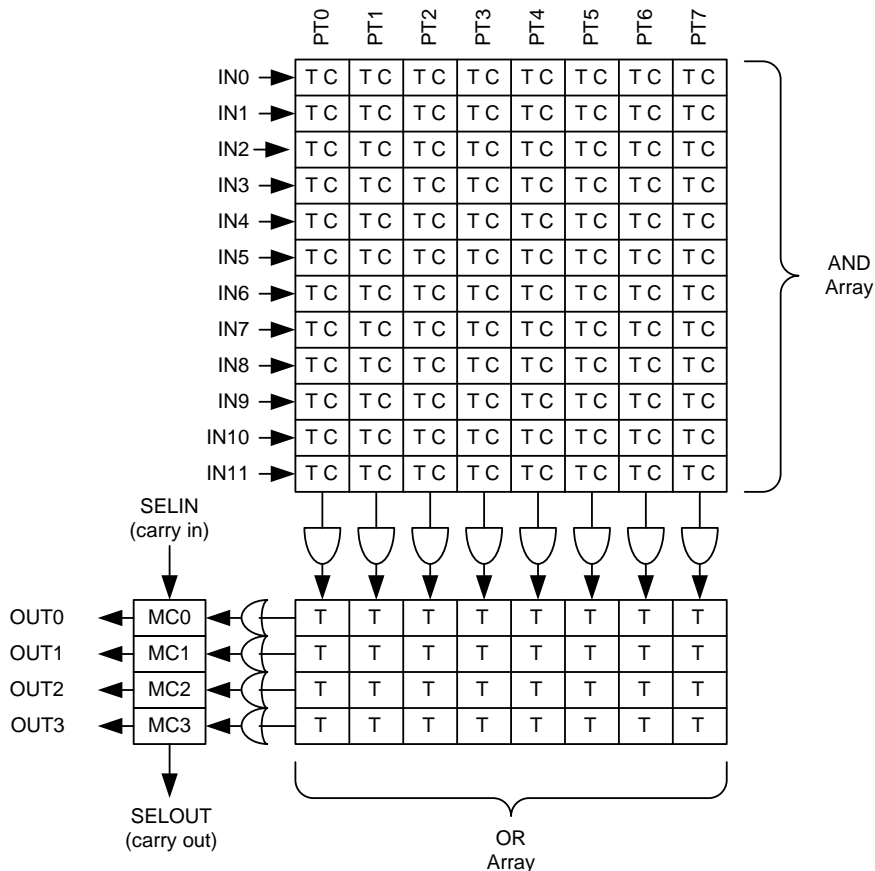 PT0 PT1 PT2 PT3 PT4 PT5 PT6 PT7
IN0 T C T C T C T C T C T C T C T C
IN1 T C T C T C T C T C T C T C T C
IN2 T C T C T C T C T C T C T C T C
IN3 T C T C T C T C T C T C T C T C
IN4 T C T C T C T C T C T C T C T C
IN5 T C T C T C T C T C T C T C T C
IN6 T C T C T C T C T C T C T C T C
IN7 T C T C T C T C T C T C T C T C
IN8 T C T C T C T C T C T C T C T C
IN9 T C T C T C T C T C T C T C T C
IN10 T C T C T C T C T C T C T C T C
IN11 T C T C T C T C T C T C T C T C
AND
Array
SELIN
(carry in)
OUT0 MC0 T T T T T T T T
OUT1 MC1 T T T T T T T T
OUT2 MC2 T T T T T T T T
OUT3 MC3 T T T T T T T T
SELOUT
(carry out)
OR
Array